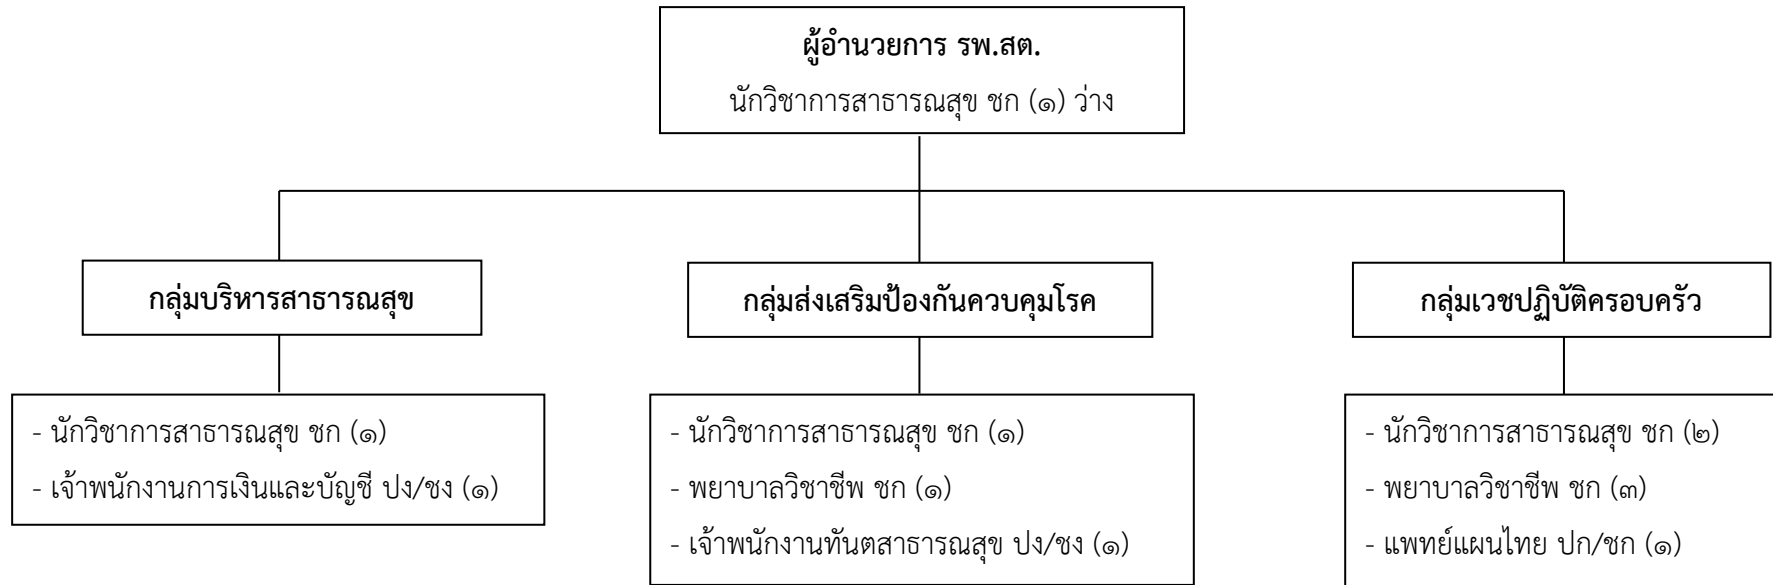 ผู้อำนวยการ รพ.สต.
นักวิชาการสาธารณสุข ชก (๑) ว่าง
กลุ่มบริหารสาธารณสุข
- นักวิชาการสาธารณสุข ชก (๑)
- เจ้าพนักงานการเงินและบัญชี ปง/ชง (๑)
กลุ่มส่งเสริมป้องกันควบคุมโรค
- นักวิชาการสาธารณสุข ชก (๑)
- พยาบาลวิชาชีพ ชก (๑)
- เจ้าพนักงานทันตสาธารณสุข ปง/ชง (๑)
กลุ่มเวชปฏิบัติครอบครัว
- นักวิชาการสาธารณสุข ชก (๒)
- พยาบาลวิชาชีพ ชก (๓)
- แพทย์แผนไทย ปก/ชก (๑)